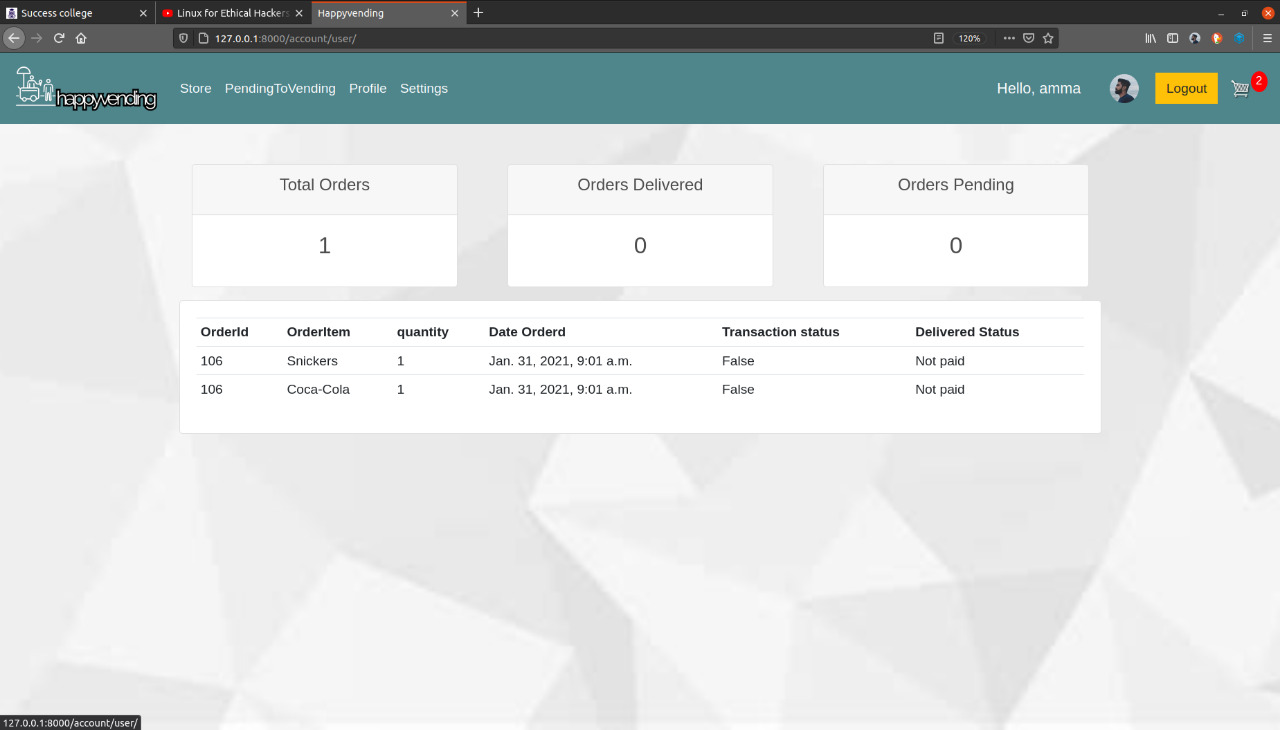 Success college
Linux for Ethical Hackers
Happyvending
127.0.0.1:8000/account/user/
120%
happyvending
Store PendingToVending Profile Settings
Hello, amma
Logout
2
Total Orders
1
Orders Delivered
0
Orders Pending
0
OrderId OrderItem quantity Date Orderd Transaction status Delivered Status
106 Snickers 1 Jan. 31, 2021, 9:01 a.m. False Not paid
106 Coca-Cola 1 Jan. 31, 2021, 9:01 a.m. False Not paid
127.0.0.1:8000/account/user/